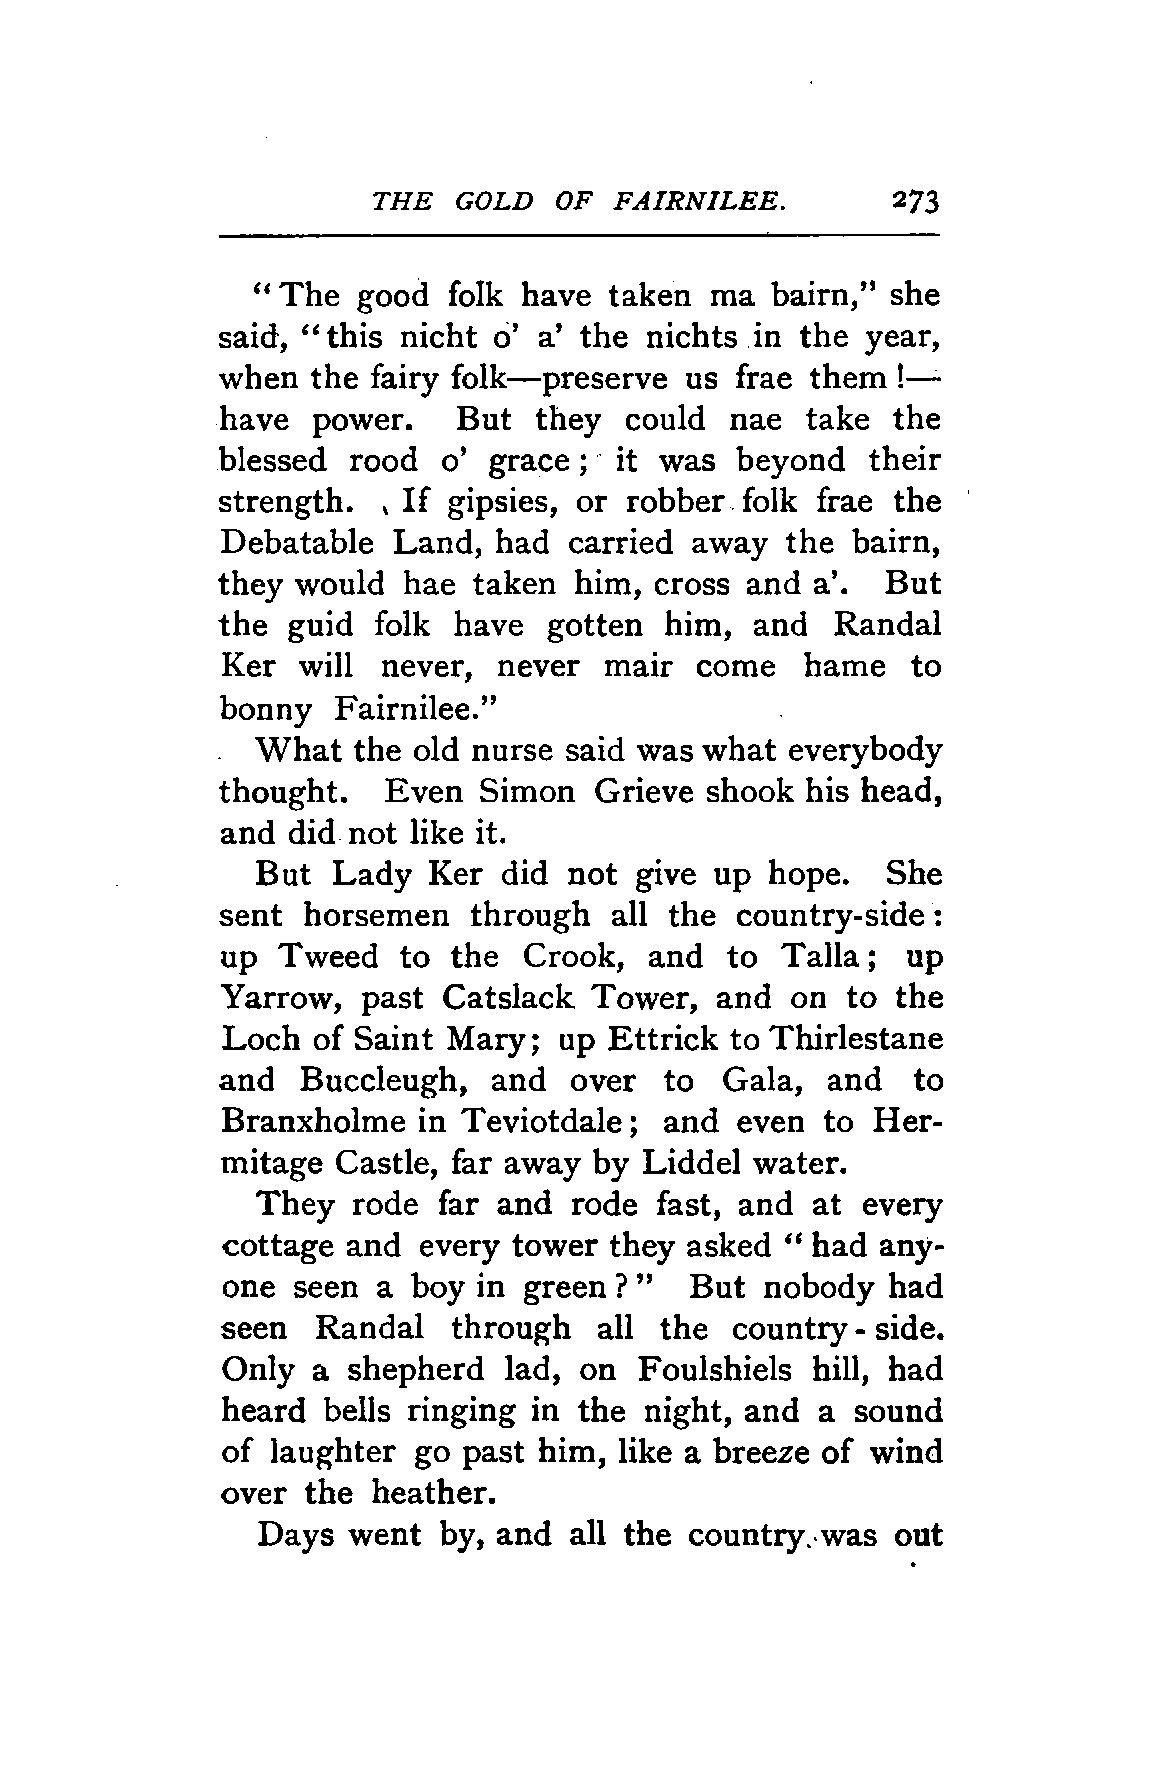 THE GOLD OF FAIRNILEE. 273
"The good folk have taken ma bairn," she
said, "this nicht o' a' the nichts in the year,
when the fairy folk—preserve us frae them!—
have power. But they could nae take the
blessed rood o' grace; it was beyond their
strength. If gipsies, or robber folk frae the
Debatable Land, had carried away the bairn,
they would hae taken him, cross and a'. But
the guid folk have gotten him, and Randal
Ker will never, never mair come hame to
bonny Fairnilee."
What the old nurse said was what everybody
thought. Even Simon Grieve shook his head,
and did not like it.
But Lady Ker did not give up hope. She
sent horsemen through all the country-side:
up Tweed to the Crook, and to Talla; up
Yarrow, past Catslack Tower, and on to the
Loch of Saint Mary; up Ettrick to Thirlestane
and Buccleugh, and over to Gala, and to
Branxholme in Teviotdale; and even to Her-
mitage Castle, far away by Liddel water.
They rode far and rode fast, and at every
cottage and every tower they asked "had any-
one seen a boy in green?" But nobody had
seen Randal through all the country-side.
Only a shepherd lad, on Foulshiels hill, had
heard bells ringing in the night, and a sound
of laughter go past him, like a breeze of wind
over the heather.
Days went by, and all the country was out